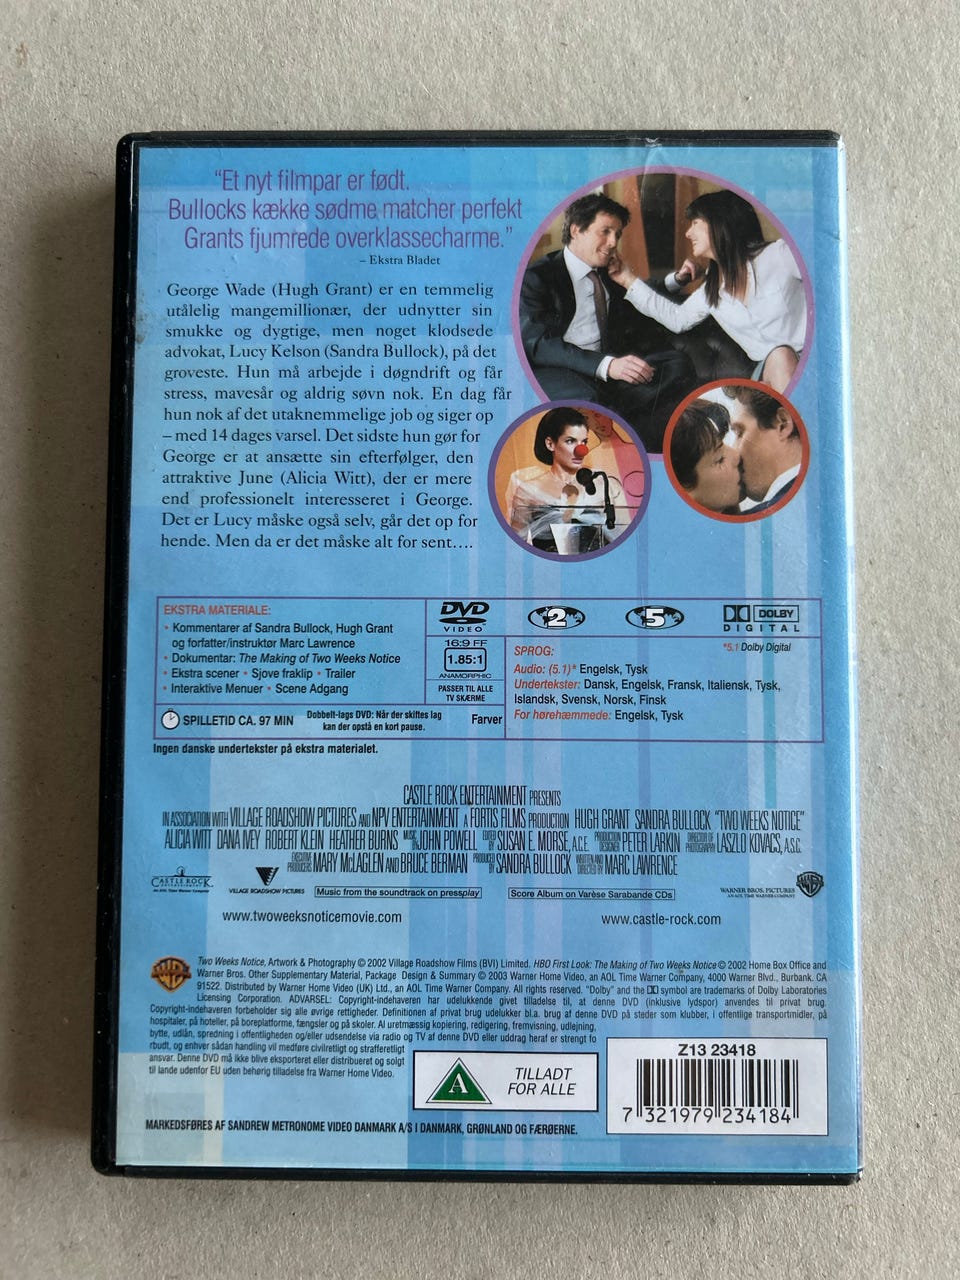 “Et nyt filmpar er født.
Bullocks kække sødme matcher perfekt
Grants fjumrede overklassecharme.”
– Ekstra Bladet
George Wade (Hugh Grant) er en temmelig
utålelig mangemillionær, der udnytter sin
smukke og dygtige, men noget klodsede
advokat, Lucy Kelson (Sandra Bullock), på det
groveste. Hun må arbejde i døgndrift og får
stress, mavesår og aldrig søvn nok. En dag får
hun nok af det utaknemmelige job og siger op
– med 14 dages varsel. Det sidste hun gør for
George er at ansætte sin efterfølger, den
attraktive June (Alicia Witt), der er mere
end professionelt interesseret i George.
Det er Lucy måske også selv, går det op for
hende. Men da er det måske alt for sent....
EKSTRA MATERIALE:
• Kommentarer af Sandra Bullock, Hugh Grant
og forfatter/instruktør Marc Lawrence
• Dokumentar: The Making of Two Weeks Notice
• Ekstra scener • Sjove fraklip • Trailer
• Interaktive Menuer • Scene Adgang
SPILLETID CA. 97 MIN
Dobbelt-lags DVD: Når der skiftes lag
kan der opstå en kort pause.
Farver
DVD
VIDEO
16:9 FF
1.85:1
ANAMORPHIC
PASSER TIL ALLE
TV SKÆRME
2
5
DOLBY
DIGITAL
*5.1 Dolby Digital
SPROG:
Audio: (5.1)* Engelsk, Tysk
Undertekster: Dansk, Engelsk, Fransk, Italiensk, Tysk,
Islandsk, Svensk, Norsk, Finsk
For hørehæmmede: Engelsk, Tysk
Ingen danske undertekster på ekstra materialet.
CASTLE ROCK ENTERTAINMENT PRESENTS
IN ASSOCIATION WITH VILLAGE ROADSHOW PICTURES AND NPV ENTERTAINMENT A FORTIS FILMS PRODUCTION HUGH GRANT SANDRA BULLOCK “TWO WEEKS NOTICE”
ALICIA WITT DANA IVEY ROBERT KLEIN HEATHER BURNS MUSIC BY JOHN POWELL EDITED BY SUSAN E. MORSE, A.C.E. PRODUCTION DESIGNER PETER LARKIN DIRECTOR OF PHOTOGRAPHY LASZLO KOVACS, A.S.C.
EXECUTIVE PRODUCERS MARY McLAGLEN AND BRUCE BERMAN PRODUCED BY SANDRA BULLOCK WRITTEN AND DIRECTED BY MARC LAWRENCE
CASTLE ROCK
ENTERTAINMENT
An AOL Time Warner Company
VILLAGE ROADSHOW PICTURES
Music from the soundtrack on pressplay
Score Album on Varèse Sarabande CDs
WARNER BROS. PICTURES
AN AOL TIME WARNER COMPANY
www.twoweeksnoticemovie.com
www.castle-rock.com
Two Weeks Notice, Artwork & Photography © 2002 Village Roadshow Films (BVI) Limited. HBO First Look: The Making of Two Weeks Notice © 2002 Home Box Office and
Warner Bros. Other Supplementary Material, Package Design & Summary © 2003 Warner Home Video, an AOL Time Warner Company, 4000 Warner Blvd., Burbank, CA
91522. Distributed by Warner Home Video (UK) Ltd., an AOL Time Warner Company. All rights reserved. "Dolby" and the DD symbol are trademarks of Dolby Laboratories
Licensing Corporation. ADVARSEL: Copyright-indehaveren har udelukkende givet tilladelse til, at denne DVD (inklusive lydspor) anvendes til privat brug.
Copyright-indehaveren forbeholder sig alle øvrige rettigheder. Definitionen af privat brug udelukker bl.a. brug af denne DVD på steder som klubber, i offentlige transportmidler, på
hospitaler, på hoteller, på boreplatforme, fængsler og på skoler. Al uretmæssig kopiering, redigering, fremvisning, udlejning,
bytte, udlån, spredning i offentligheden og/eller udsendelse via radio og TV af denne DVD eller uddrag heraf er strengt fo
rbudt, og enhver sådan handling vil medføre civilretligt og strafferetligt
ansvar. Denne DVD må ikke blive eksporteret eller distribueret og solgt
til lande udenfor EU uden behørig tilladelse fra Warner Home Video.
A
TILLADT
FOR ALLE
Z13 23418
7 321979 234184
MARKEDSFØRES AF SANDREW METRONOME VIDEO DANMARK A/S I DANMARK, GRØNLAND OG FÆRØERNE.